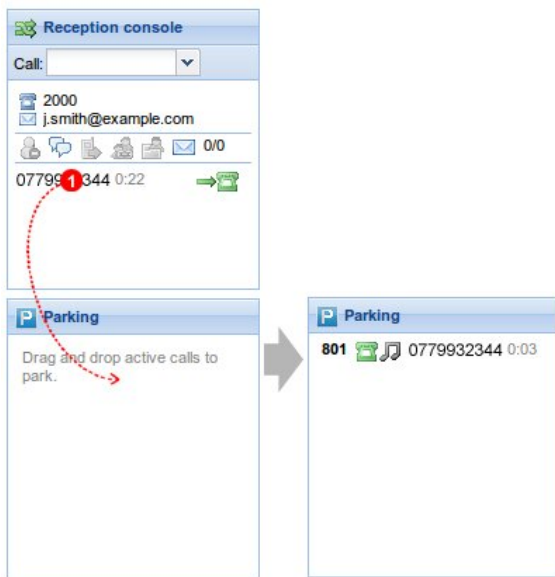 Reception console
Call:
2000
j.smith@example.com
0/0
0779 1 344 0:22
P Parking
Drag and drop active calls to
park.
P Parking
801 0779932344 0:03